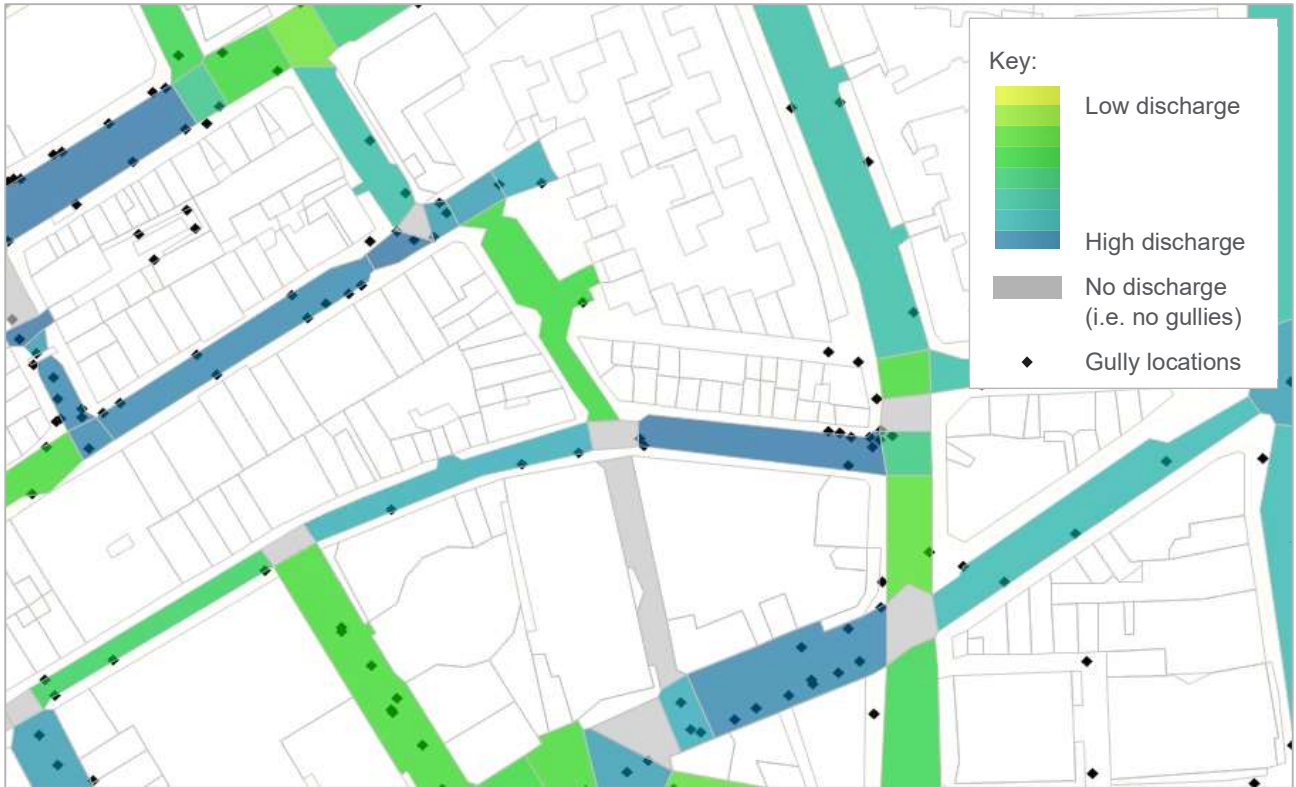 Key:
Low discharge
High discharge
No discharge
(i.e. no gullies)
Gully locations